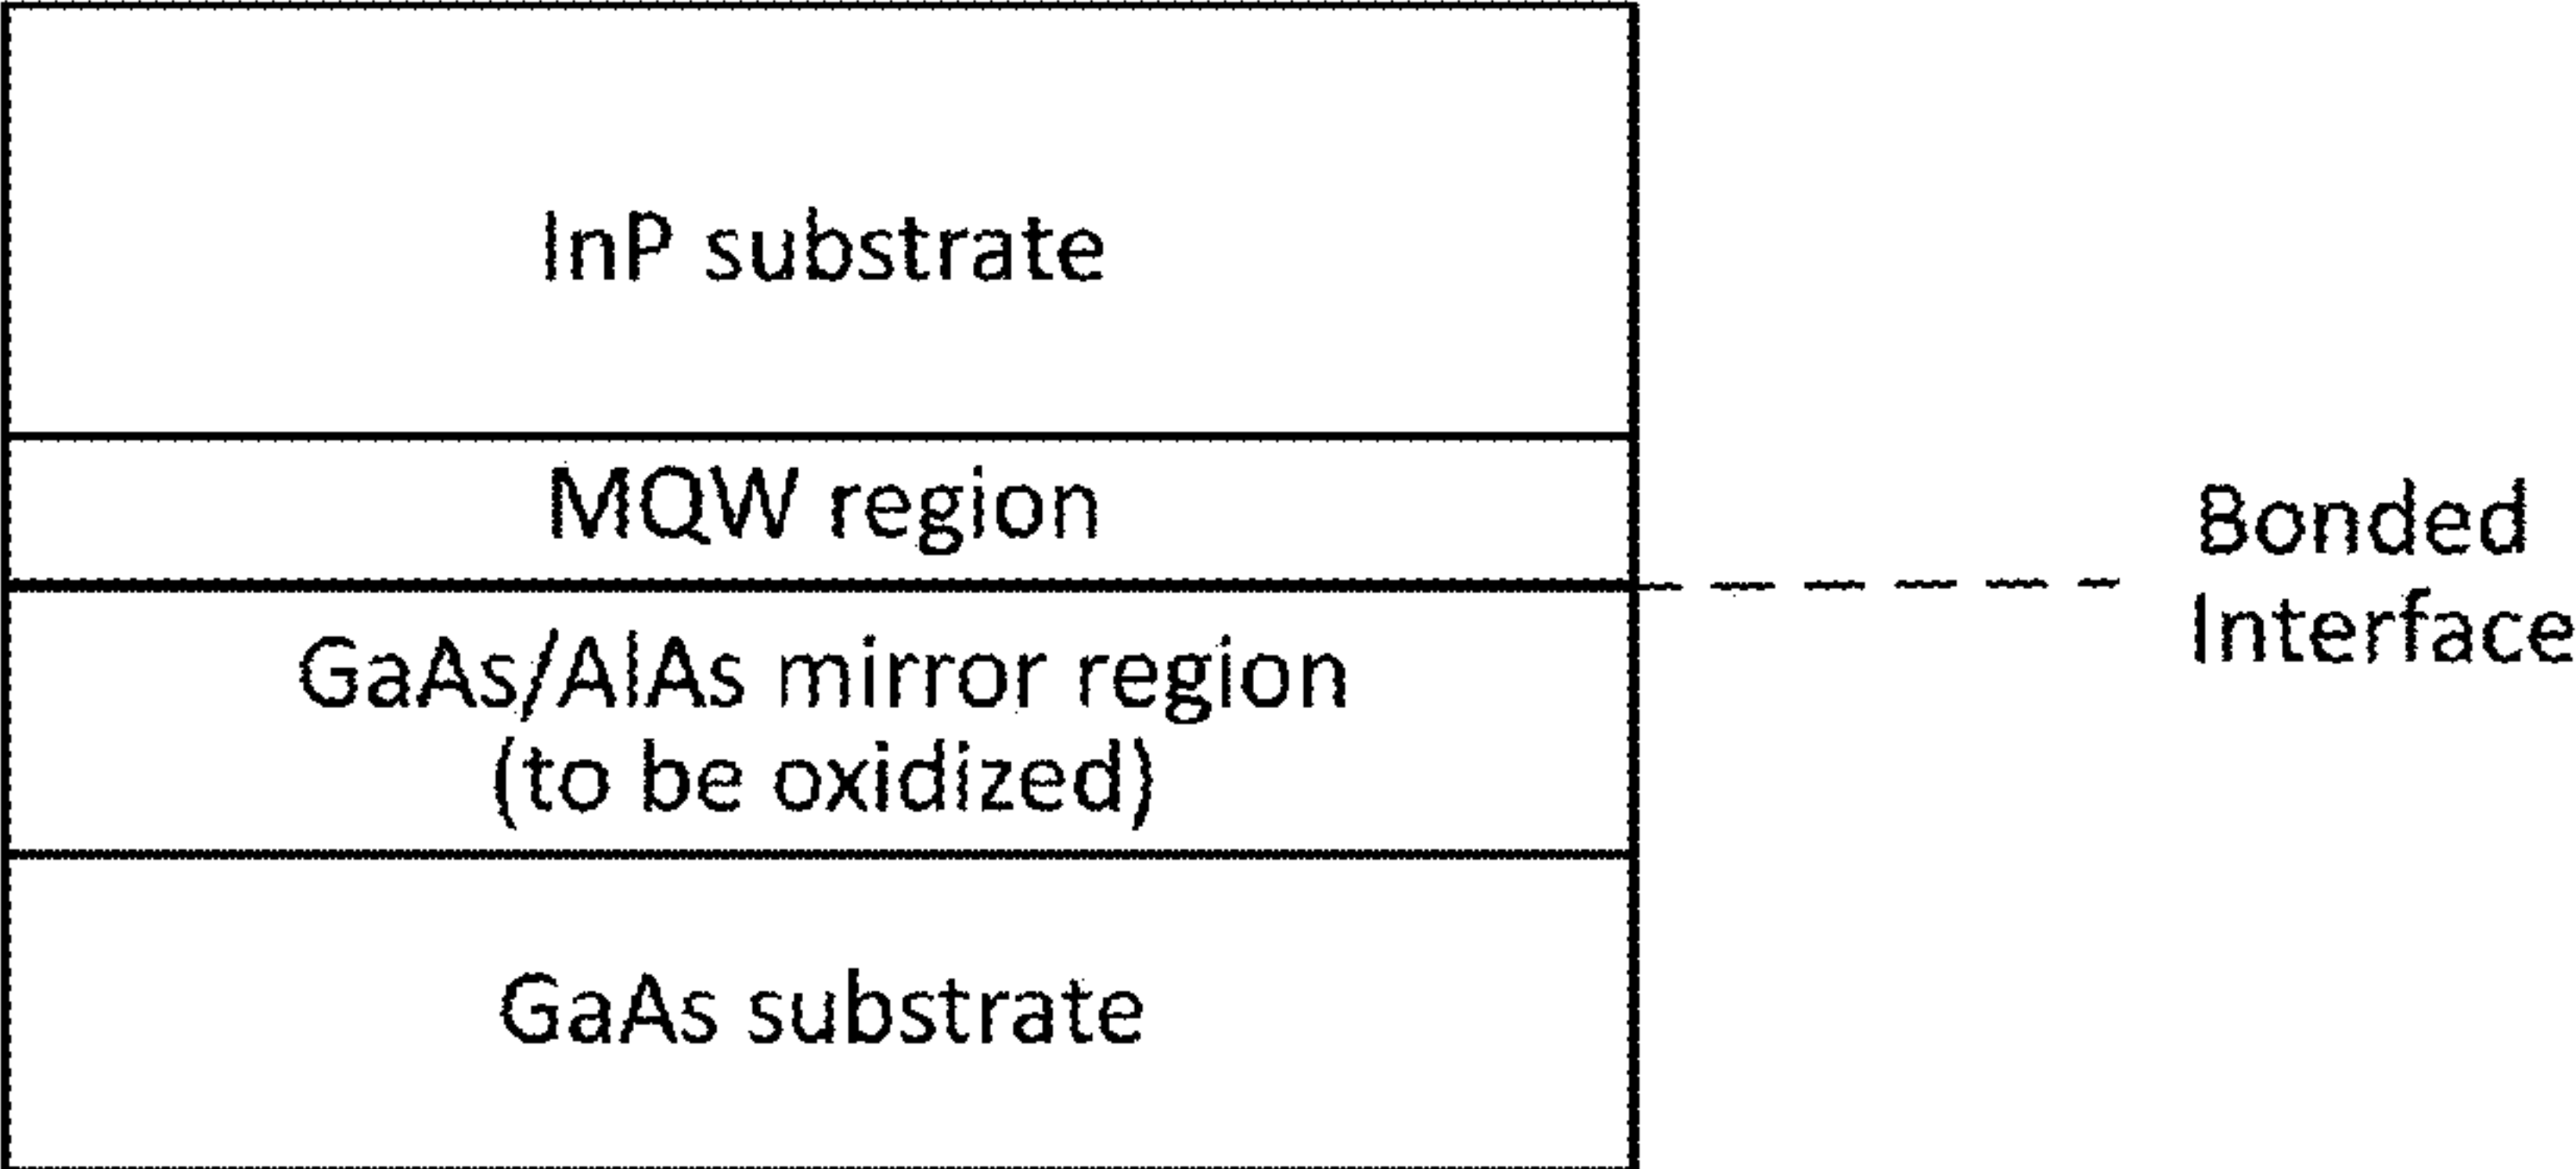 InP substrate
MQW region
Bonded
Interface
GaAs/AlAs mirror region
(to be oxidized)
GaAs substrate